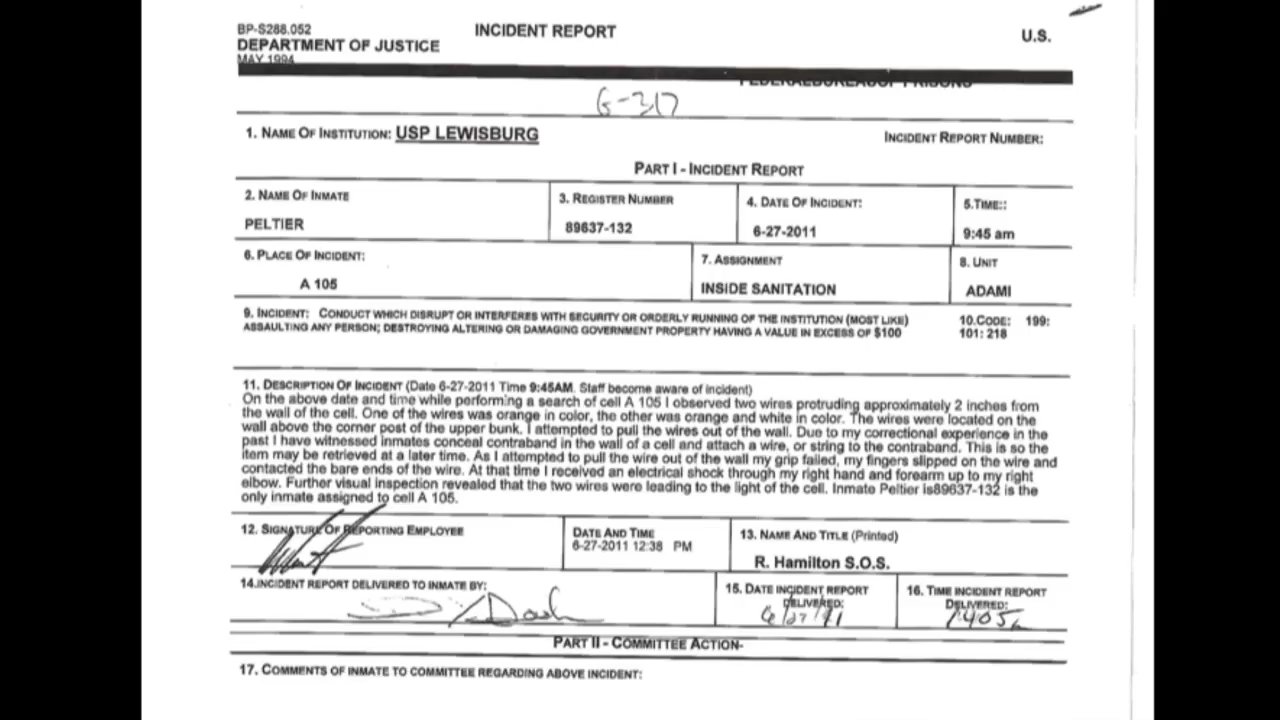 BP-S288.052 INCIDENT REPORT
DEPARTMENT OF JUSTICE U.S.
MAY 1994
FEDERALBUREAUOF PRISONS
G-317
1. NAME OF INSTITUTION: USP LEWISBURG INCIDENT REPORT NUMBER:
PART I - INCIDENT REPORT
2. NAME OF INMATE 3. REGISTER NUMBER 4. DATE OF INCIDENT: 5.TIME::
PELTIER 89637-132 6-27-2011 9:45 am
6. PLACE OF INCIDENT: 7. ASSIGNMENT 8. UNIT
A 105 INSIDE SANITATION ADAMI
9. INCIDENT: CONDUCT WHICH DISRUPT OR INTERFERES WITH SECURITY OR ORDERLY RUNNING OF THE INSTITUTION (MOST LIKE) 10.CODE: 199:
ASSAULTING ANY PERSON; DESTROYING ALTERING OR DAMAGING GOVERNMENT PROPERTY HAVING A VALUE IN EXCESS OF $100 101: 218
11. DESCRIPTION OF INCIDENT (Date 6-27-2011 Time 9:45AM. Staff become aware of incident)
On the above date and time while performing a search of cell A 105 I observed two wires protruding approximately 2 inches from
the wall of the cell. One of the wires was orange in color, the other was orange and white in color. The wires were located on the
wall above the corner post of the upper bunk. I attempted to pull the wires out of the wall. Due to my correctional experience in the
past I have witnessed inmates conceal contraband in the wall of a cell and attach a wire, or string to the contraband. This is so the
item may be retrieved at a later time. As I attempted to pull the wire out of the wall my grip failed, my fingers slipped on the wire and
contacted the bare ends of the wire. At that time I received an electrical shock through my right hand and forearm up to my right
elbow. Further visual inspection revealed that the two wires were leading to the light of the cell. Inmate Peltier is89637-132 is the
only inmate assigned to cell A 105.
12. SIGNATURE OF REPORTING EMPLOYEE DATE AND TIME 13. NAME AND TITLE (Printed)
6-27-2011 12:38 PM
R. Hamilton S.O.S.
14.INCIDENT REPORT DELIVERED TO INMATE BY: 15. DATE INCIDENT REPORT 16. TIME INCIDENT REPORT
DELIVERED: DELIVERED:
6/27/11
PART II - COMMITTEE ACTION-
17. COMMENTS OF INMATE TO COMMITTEE REGARDING ABOVE INCIDENT: